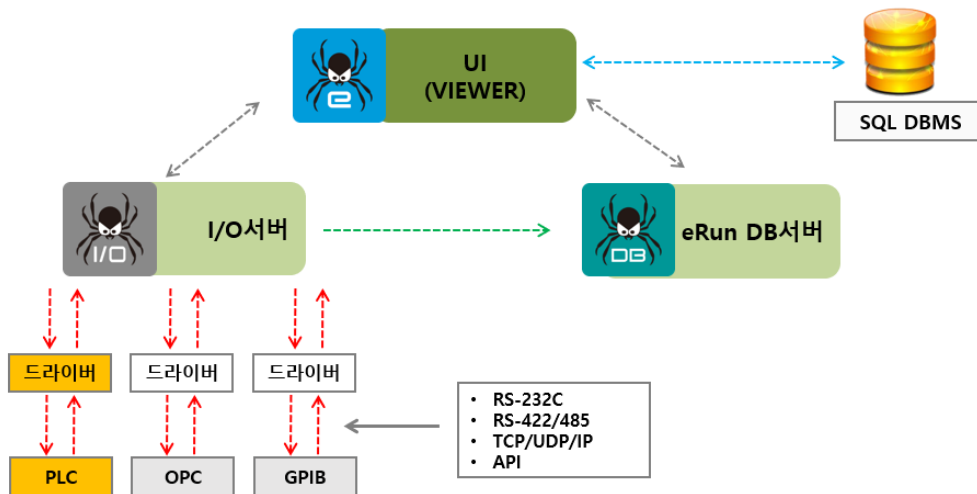 UI
(VIEWER)
e
SQL DBMS
I/O
I/O서버
DB
eRun DB서버
드라이버
드라이버
드라이버
• RS-232C
• RS-422/485
• TCP/UDP/IP
• API
PLC
OPC
GPIB